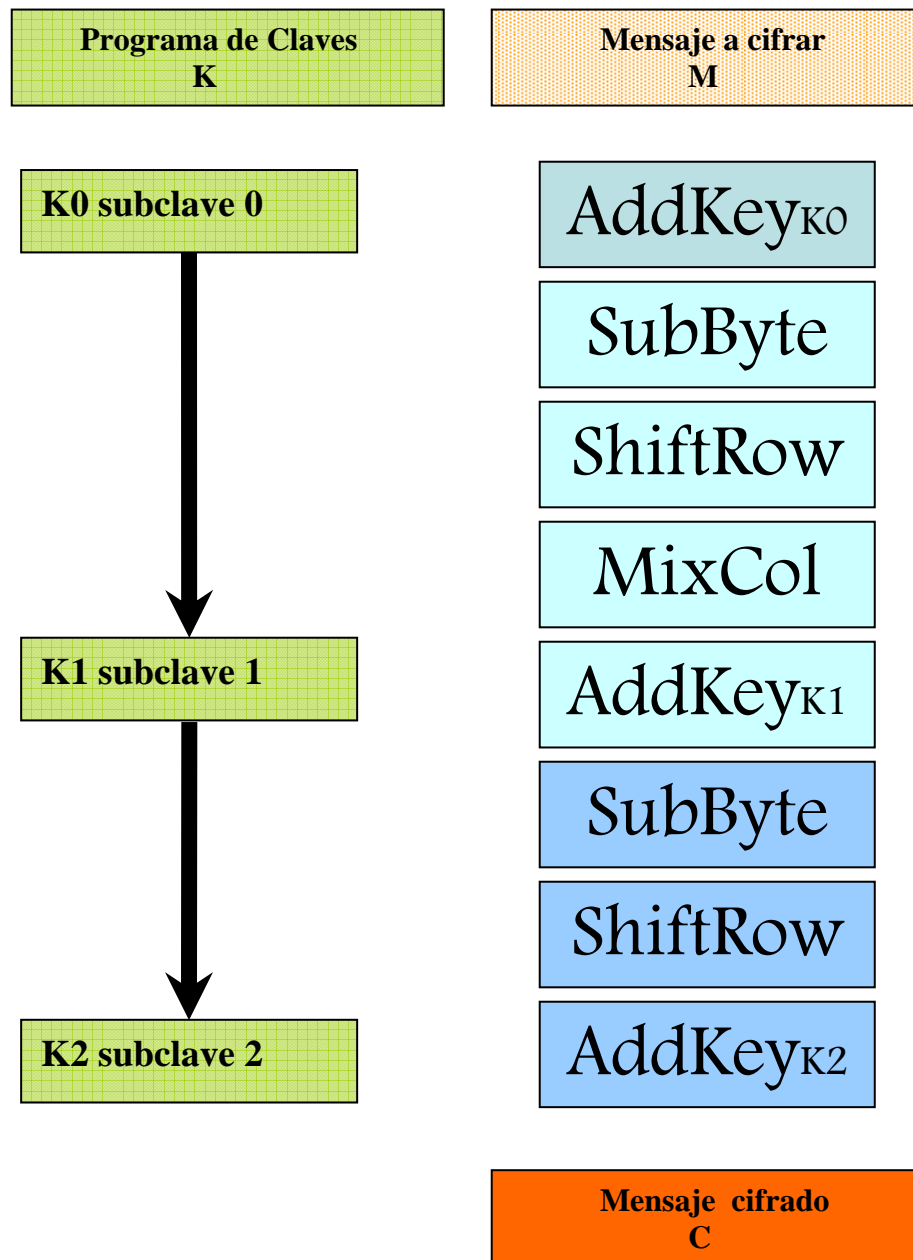 Programa de Claves
K
Mensaje a cifrar
M
K0 subclave 0
AddKeyK0
SubByte
ShiftRow
MixCol
K1 subclave 1
AddKeyK1
SubByte
ShiftRow
K2 subclave 2
AddKeyK2
Mensaje cifrado
C